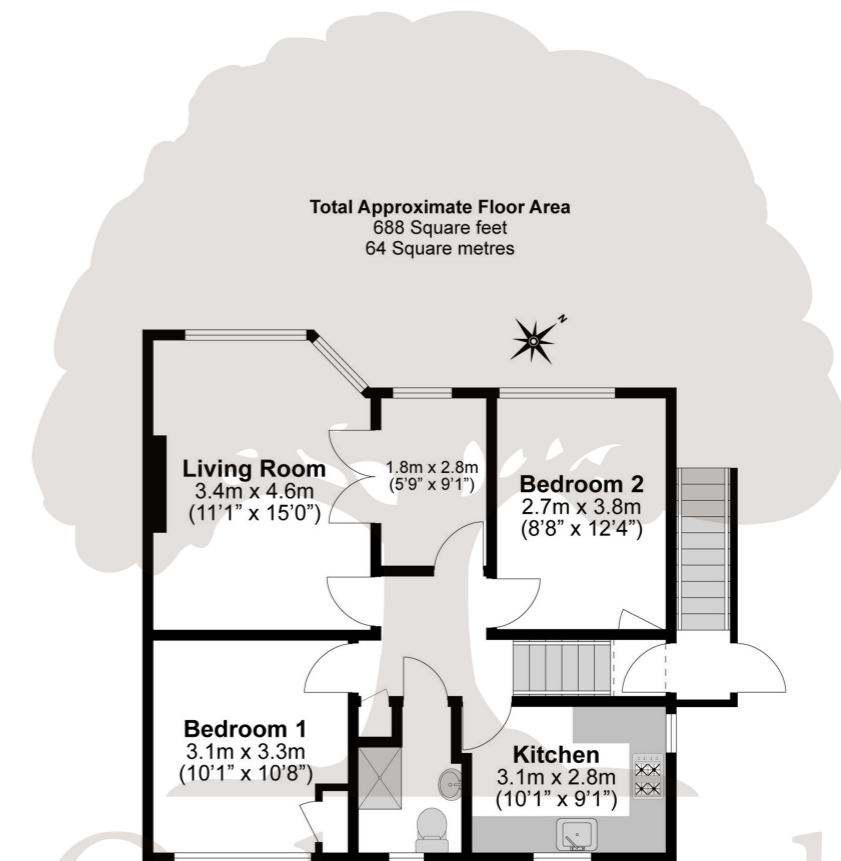 Total Approximate Floor Area
688 Square feet
64 Square metres
N
Living Room
3.4m x 4.6m
(11’1” x 15’0”)
1.8m x 2.8m
(5’9” x 9’1”)
Bedroom 2
2.7m x 3.8m
(8’8” x 12’4”)
Bedroom 1
3.1m x 3.3m
(10’1” x 10’8”)
Kitchen
3.1m x 2.8m
(10’1” x 9’1”)